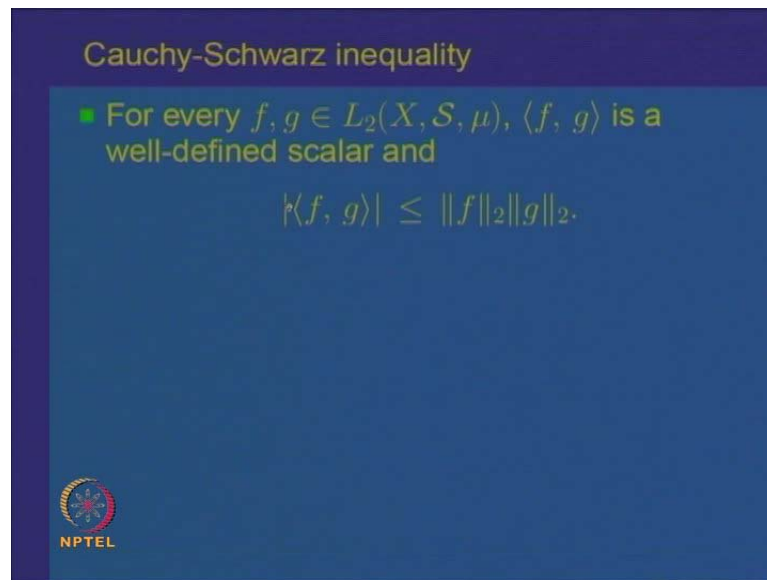 Cauchy-Schwarz inequality
For every f, g ∈ L₂(X, 𝒮, μ), ⟨f, g⟩ is a
well-defined scalar and
|⟨f, g⟩| ≤ ‖f‖₂‖g‖₂.
NPTEL